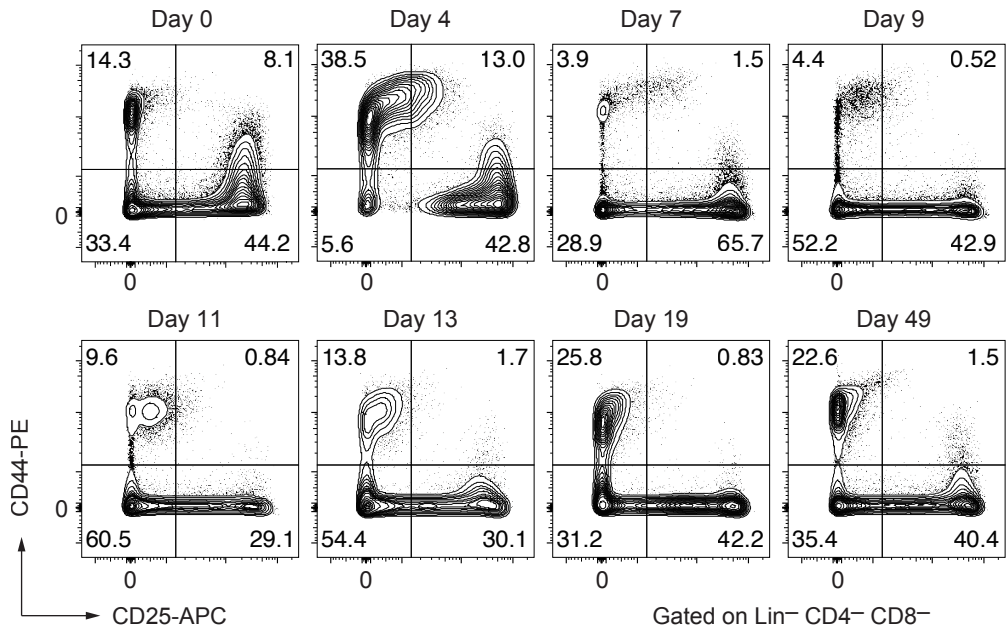 Day 0 Day 4 Day 7 Day 9
14.3 8.1 38.5 13.0 3.9 1.5 4.4 0.52
0
33.4 44.2 5.6 42.8 28.9 65.7 52.2 42.9
0 0 0 0
Day 11 Day 13 Day 19 Day 49
9.6 0.84 13.8 1.7 25.8 0.83 22.6 1.5
CD44-PE
0
60.5 29.1 54.4 30.1 31.2 42.2 35.4 40.4
0 0 0 0
CD25-APC Gated on Lin⁻ CD4⁻ CD8⁻